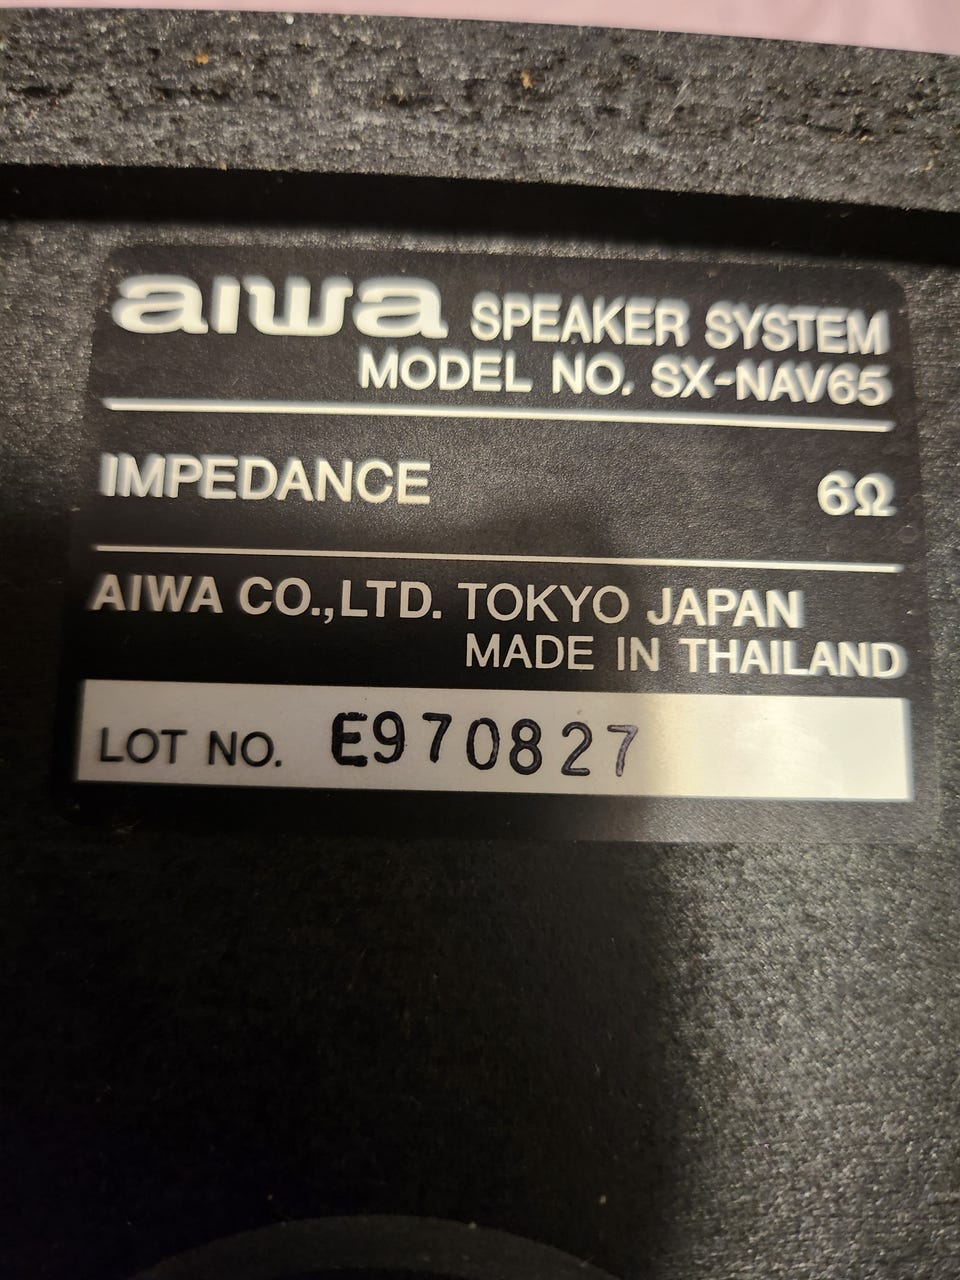 aiwa SPEAKER SYSTEM
MODEL NO. SX-NAV65
IMPEDANCE 6Ω
AIWA CO.,LTD. TOKYO JAPAN
MADE IN THAILAND
LOT NO. E970827